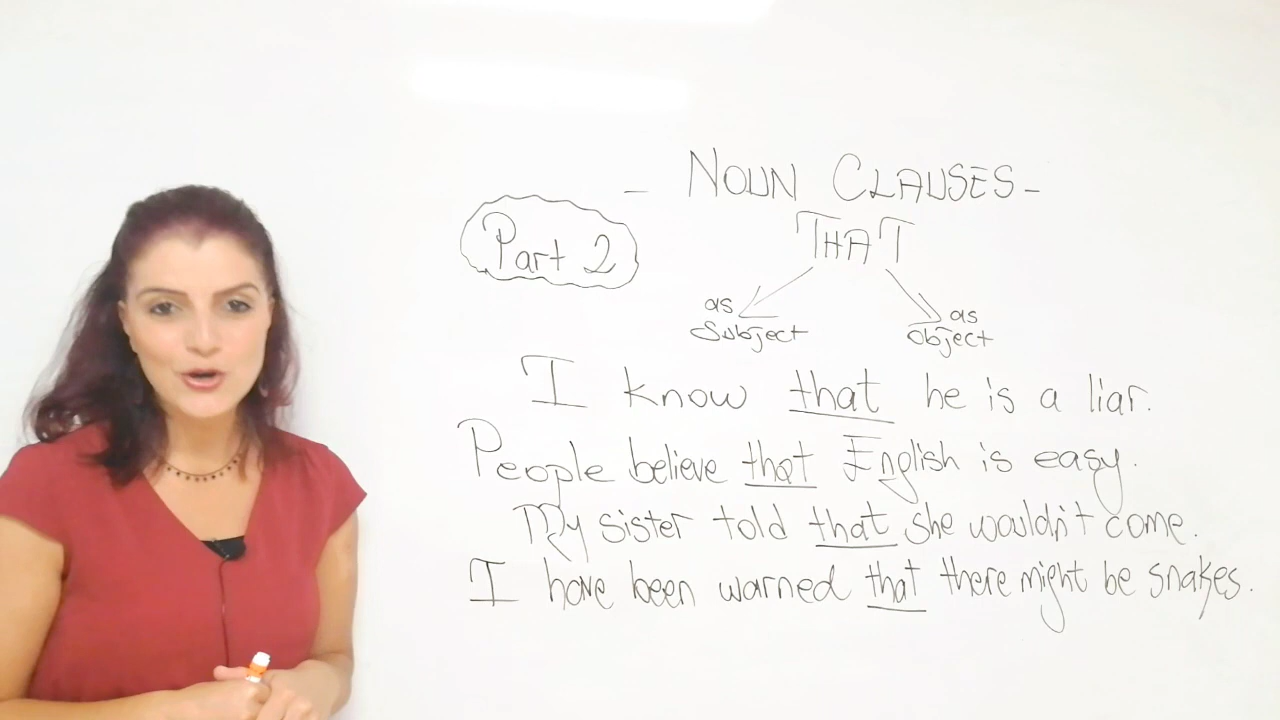 - NOUN CLAUSES -
Part 2
THAT
as subject
as object
I know that he is a liar.
People believe that English is easy.
My sister told that she wouldn't come.
I have been warned that there might be snakes.